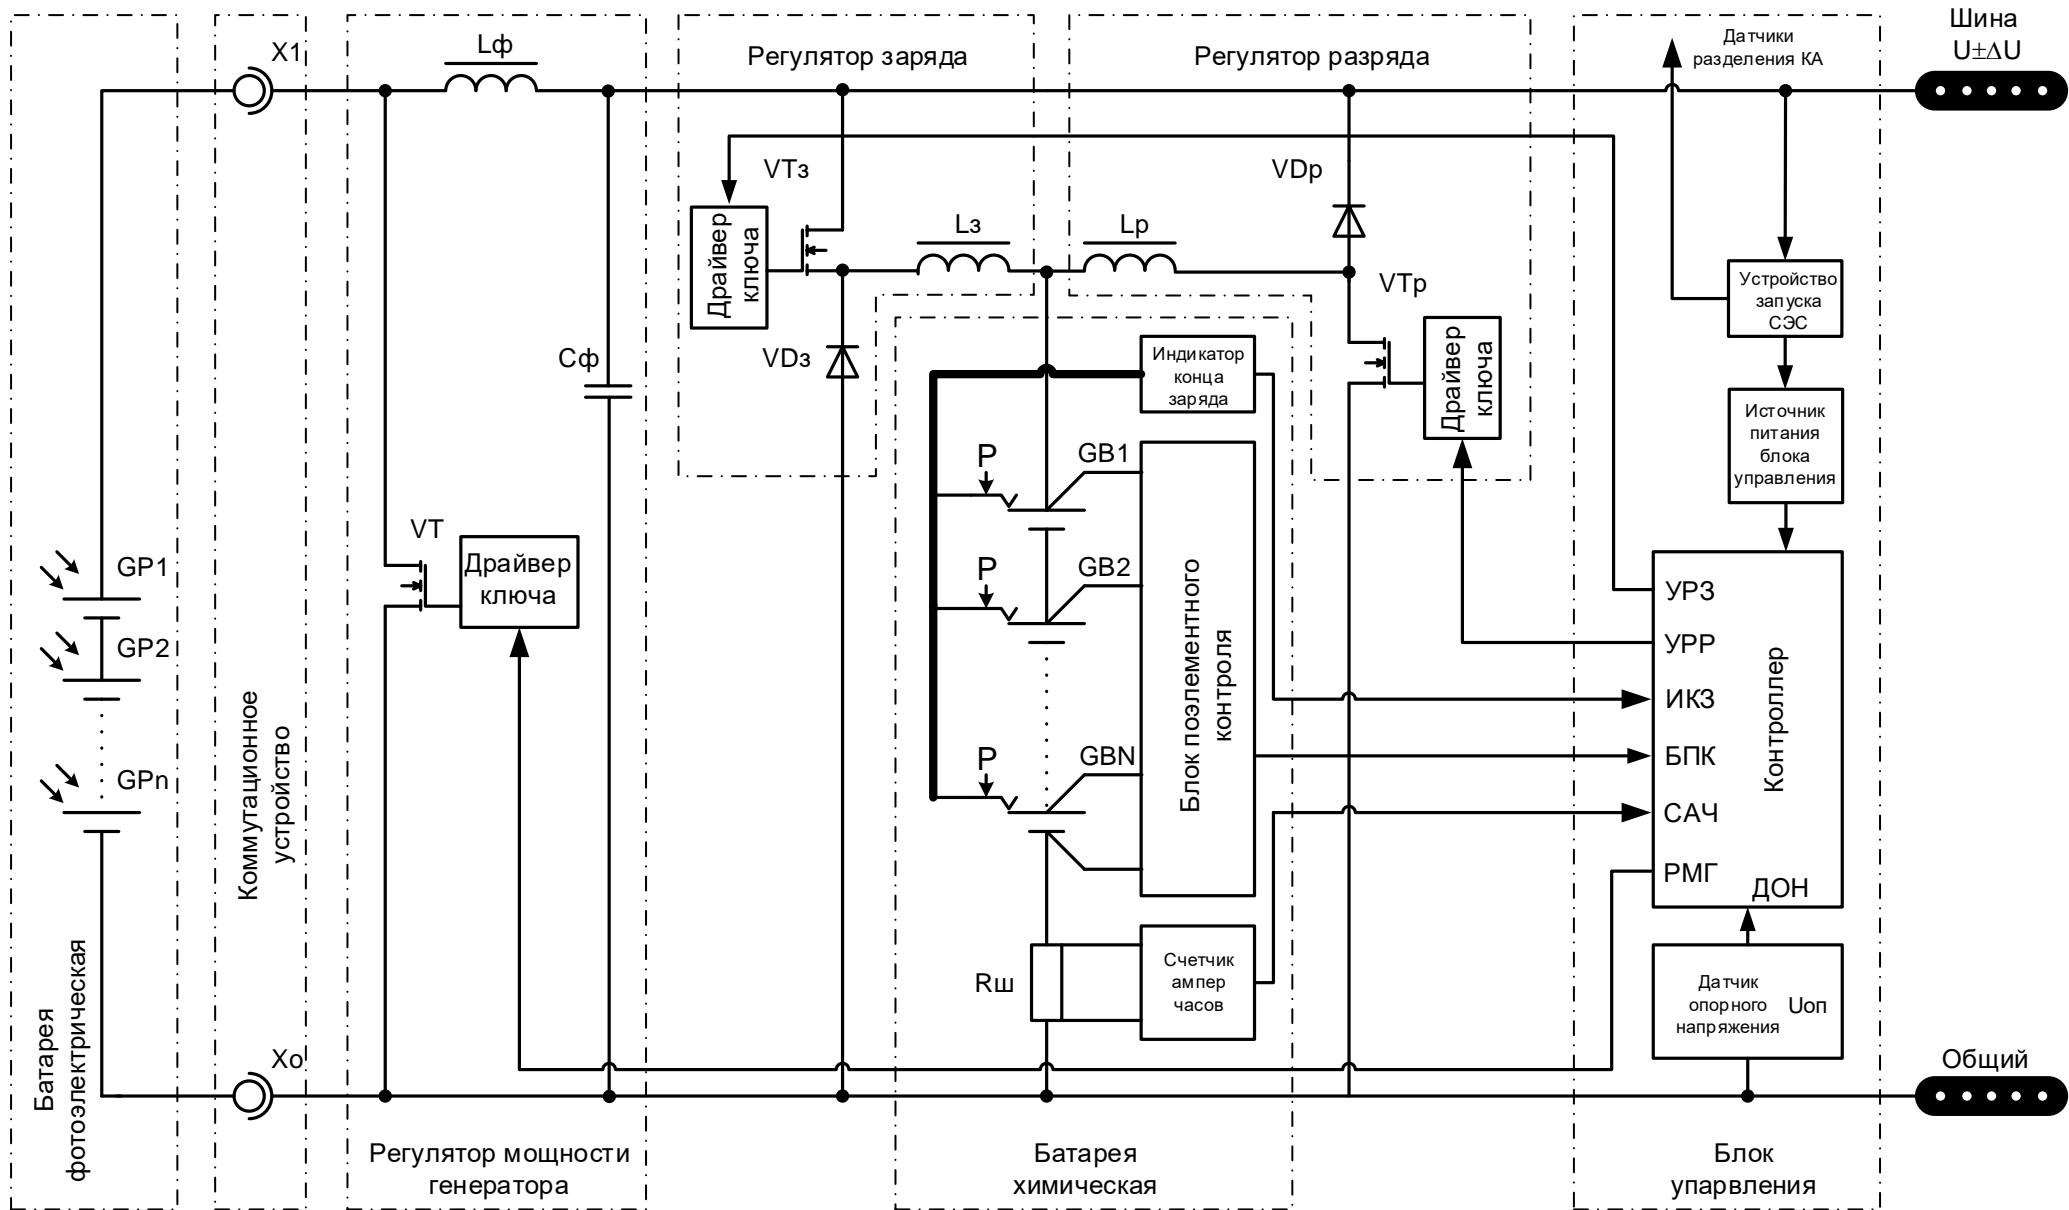 Шина
U±ΔU
X1
Lф
Регулятор заряда
Регулятор разряда
Датчики
разделения КА
VTз
VDр
Драйвер
ключа
Lз
Lр
VTр
Устройство
запуска
СЭС
VDз
Cф
Индикатор
конца
заряда
Драйвер
ключа
Источник
питания
блока
управления
P
GB1
VT
Драйвер
ключа
GP1
P
GB2
GP2
УРЗ
УРР
ИКЗ
БПК
САЧ
РМГ
ДОН
Контроллер
Блок поэлементного
контроля
P
GBN
GPn
Коммутационное
устройство
Батарея
фотоэлектрическая
Rш
Счетчик
ампер
часов
Датчик
опорного
напряжения
Uоп
Xо
Общий
Регулятор мощности
генератора
Батарея
химическая
Блок
упарвления